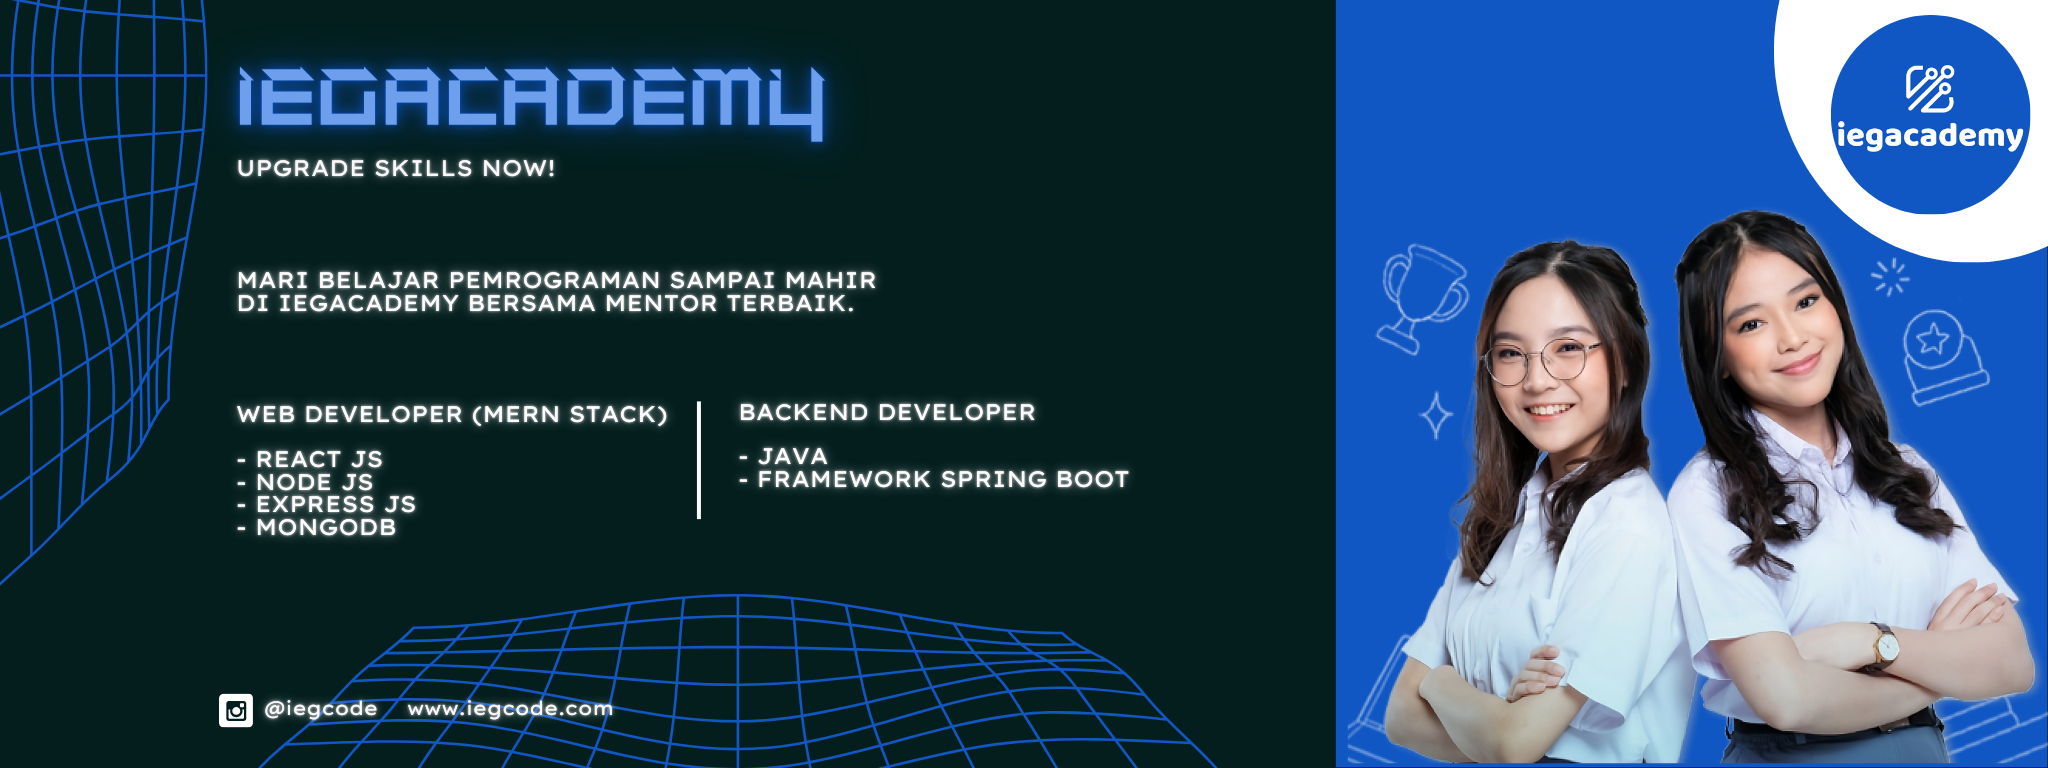 IEGACADEMY
UPGRADE SKILLS NOW!
MARI BELAJAR PEMROGRAMAN SAMPAI MAHIR
DI IEGACADEMY BERSAMA MENTOR TERBAIK.
WEB DEVELOPER (MERN STACK)
- REACT JS
- NODE JS
- EXPRESS JS
- MONGODB
BACKEND DEVELOPER
- JAVA
- FRAMEWORK SPRING BOOT
@iegcode www.iegcode.com
iegacademy